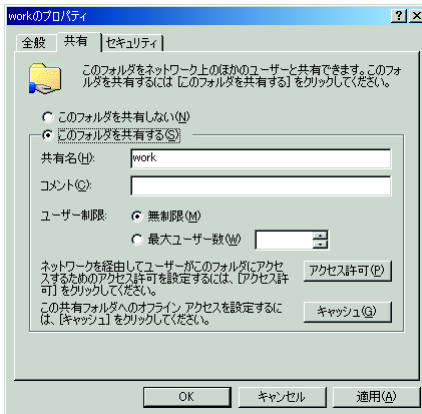 workのプロパティ
全般 共有 セキュリティ
このフォルダをネットワーク上のほかのユーザーと共有できます。このフォ
ルダを共有するには [このフォルダを共有する] をクリックしてください。
このフォルダを共有しない(N)
このフォルダを共有する(S)
共有名(H): work
コメント(C):
ユーザー制限: 無制限(M)
最大ユーザー数(W)
ネットワークを経由してユーザーがこのフォルダにアクセ
スするためのアクセス許可を設定するには、[アクセス許
可] をクリックしてください。
アクセス許可(P)
この共有フォルダへのオフライン アクセスを設定するに
は、[キャッシュ] をクリックしてください。
キャッシュ(G)
OK キャンセル 適用(A)